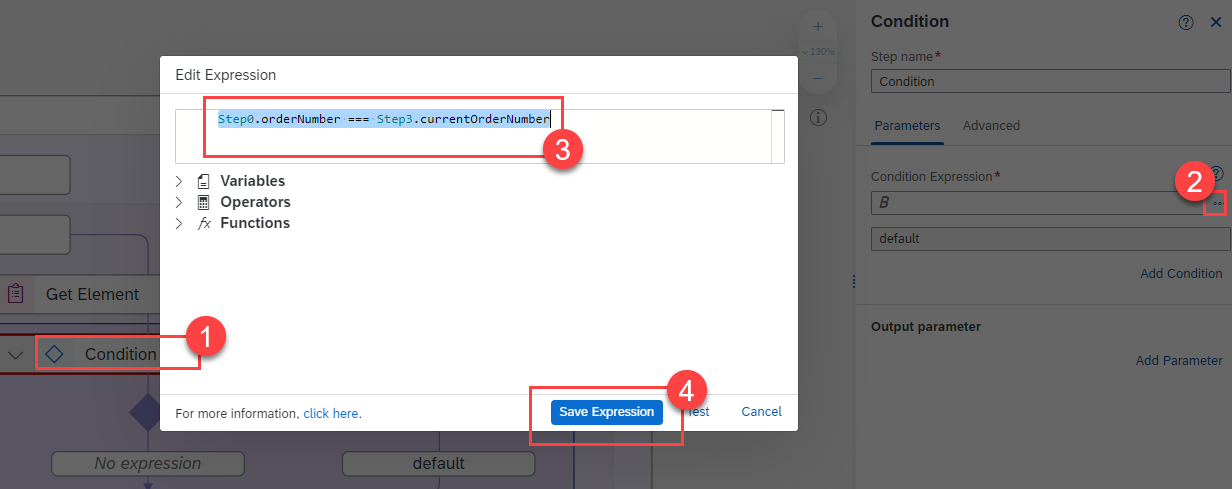 Condition
Step name*
Condition
Parameters
Advanced
Condition Expression*
B
2
default
Add Condition
Output parameter
Add Parameter
130%
Edit Expression
Step0.orderNumber === Step3.currentOrderNumber
3
Variables
Operators
fx Functions
For more information, click here.
4
Save Expression
Cancel
Get Element
1
Condition
No expression
default